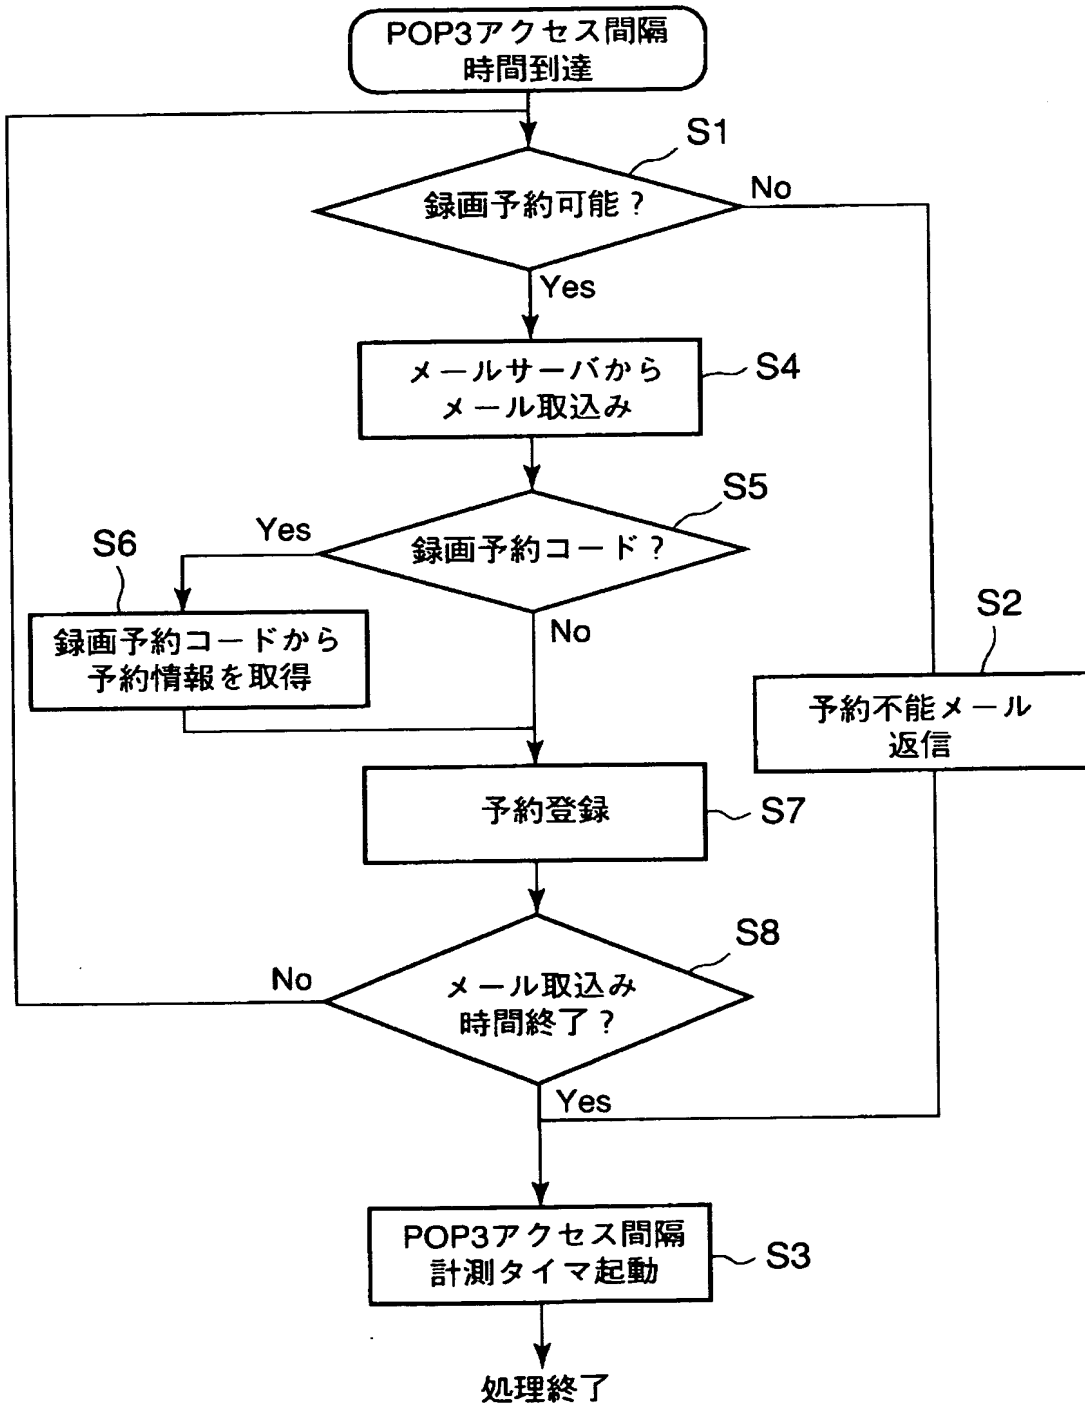 POP3アクセス間隔
時間到達
S1
録画予約可能？
No
Yes
メールサーバから
メール取込み
S4
S5
録画予約コード？
Yes
No
S6
録画予約コードから
予約情報を取得
S2
予約不能メール
返信
予約登録
S7
S8
メール取込み
時間終了？
No
Yes
POP3アクセス間隔
計測タイマ起動
S3
処理終了